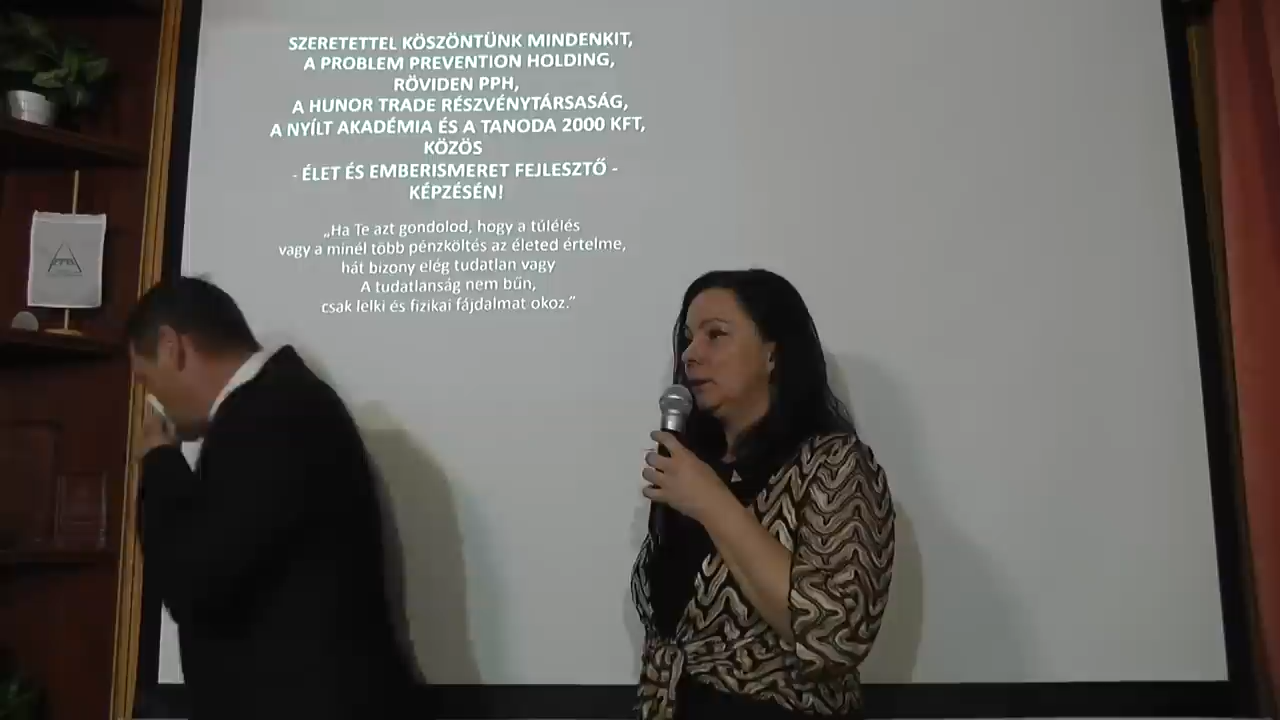 SZERETETTEL KÖSZÖNTÜNK MINDENKIT,
A PROBLEM PREVENTION HOLDING,
RÖVIDEN PPH,
A HUNOR TRADE RÉSZVÉNYTÁRSASÁG,
A NYÍLT AKADÉMIA ÉS A TANODA 2000 KFT,
KÖZÖS
- ÉLET ÉS EMBERISMERET FEJLESZTŐ -
KÉPZÉSÉN!
„Ha Te azt gondolod, hogy a túlélés
vagy a minél több pénzköltés az életed értelme,
hát bizony elég tudatlan vagy
A tudatlanság nem bűn,
csak lelki és fizikai fájdalmat okoz.”